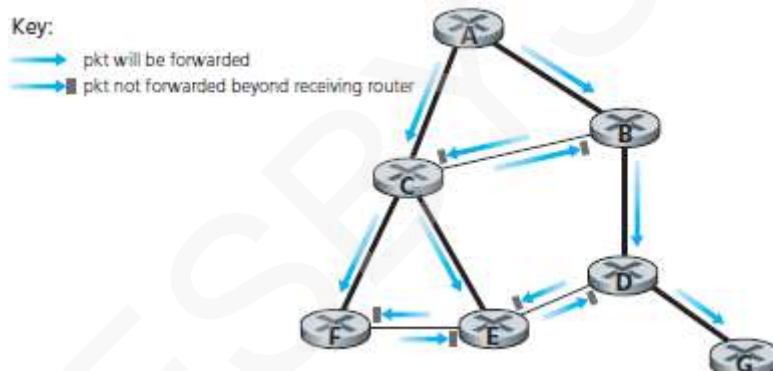 Key:
pkt will be forwarded
pkt not forwarded beyond receiving router
A
B
C
D
F
E
G